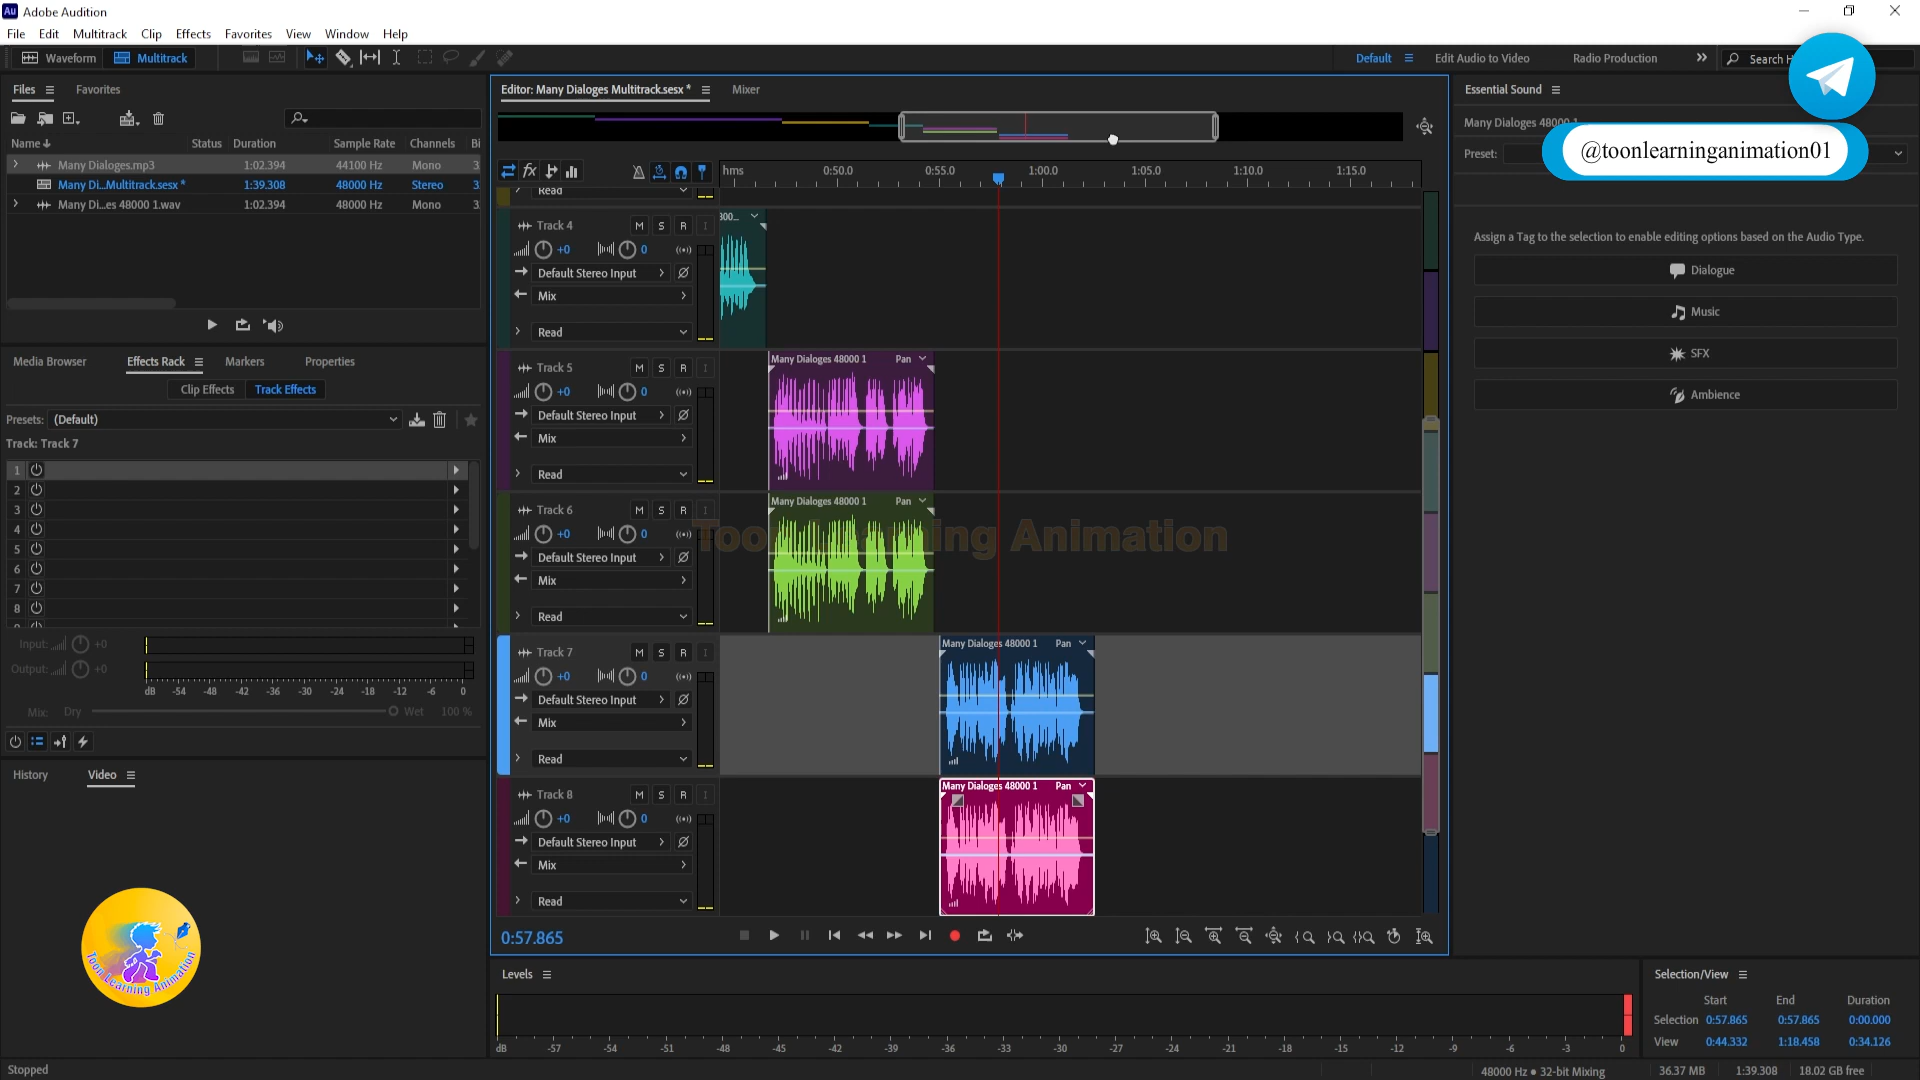 Adobe Audition
File Edit Multitrack Clip Effects Favorites View Window Help
Waveform Multitrack
Default Edit Audio to Video Radio Production Search H
@toonlearninganimation01
Files Favorites
Name Status Duration Sample Rate Channels Bi
Many Dialoges.mp3 1:02.394 44100 Hz Mono 3
Many Di...Multitrack.sesx * 1:39.308 48000 Hz Stereo 3
Many Di...es 48000 1.wav 1:02.394 48000 Hz Mono 3
Media Browser Effects Rack Markers Properties
Clip Effects Track Effects
Presets: (Default)
Track: Track 7
1
2
3
4
5
6
7
8
Input: +0
Output: +0
dB -54 -48 -42 -36 -30 -24 -18 -12 -6 0
Mix: Dry Wet 100 %
History Video
Toon Learning Animation
Editor: Many Dialoges Multitrack.sesx * Mixer
hms 0:50.0 0:55.0 1:00.0 1:05.0 1:10.0 1:15.0
Read
Track 4 M S R I
+0 0
Default Stereo Input
Mix
Read
Track 5 M S R I
+0 0
Default Stereo Input
Mix
Read
Many Dialoges 48000 1 Pan
Track 6 M S R I
+0 0
Default Stereo Input
Mix
Read
Many Dialoges 48000 1 Pan
Toon Learning Animation
Track 7 M S R I
+0 0
Default Stereo Input
Mix
Read
Many Dialoges 48000 1 Pan
Track 8 M S R I
+0 0
Default Stereo Input
Mix
Read
Many Dialoges 48000 1 Pan
0:57.865
Levels
dB -57 -54 -51 -48 -45 -42 -39 -36 -33 -30 -27 -24 -21 -18 -15 -12 -9 -6 -3 0
Essential Sound
Many Dialoges 48000 1
Preset:
Assign a Tag to the selection to enable editing options based on the Audio Type.
Dialogue
Music
SFX
Ambience
Selection/View
Start End Duration
Selection 0:57.865 0:57.865 0:00.000
View 0:44.332 1:18.458 0:34.126
Stopped 48000 Hz ● 32-bit Mixing 36.37 MB 1:39.308 18.02 GB free